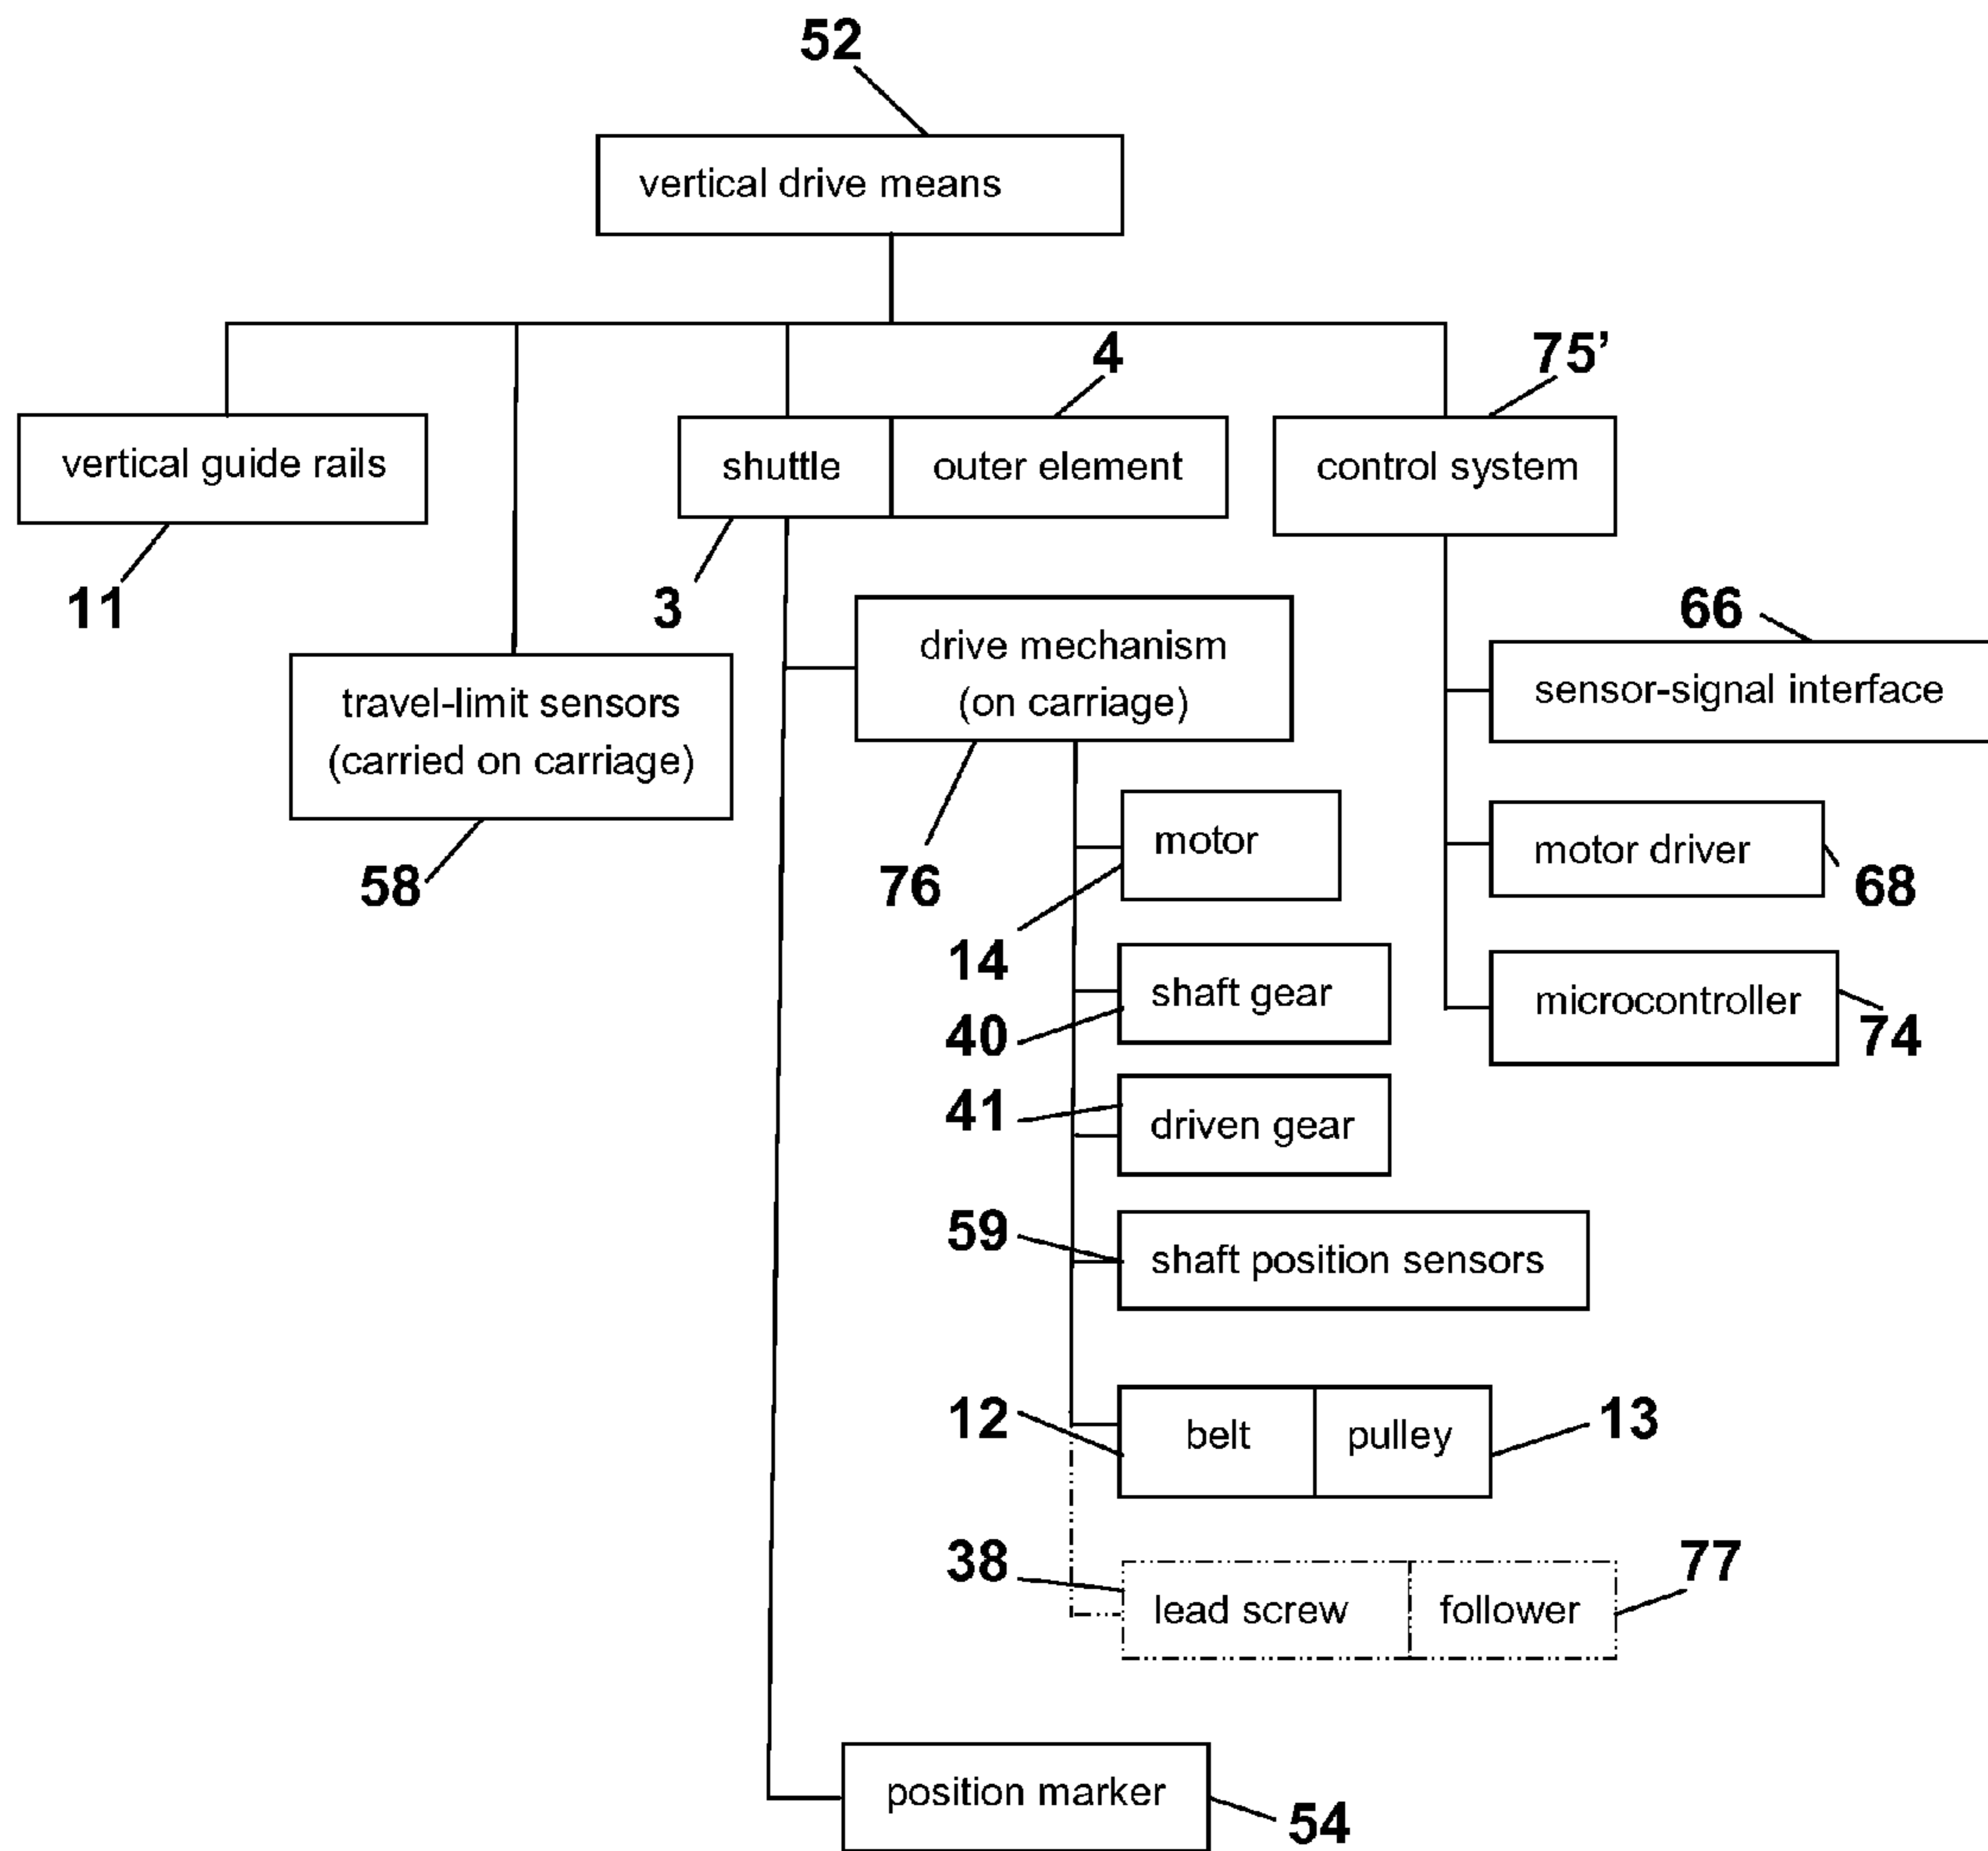 52
vertical drive means
4
75’
vertical guide rails
shuttle
outer element
control system
11
3
66
drive mechanism
(on carriage)
sensor-signal interface
travel-limit sensors
(carried on carriage)
motor
motor driver
58
76
68
14
shaft gear
microcontroller
40
74
41
driven gear
59
shaft position sensors
12
belt
pulley
13
38
77
lead screw
follower
position marker
54